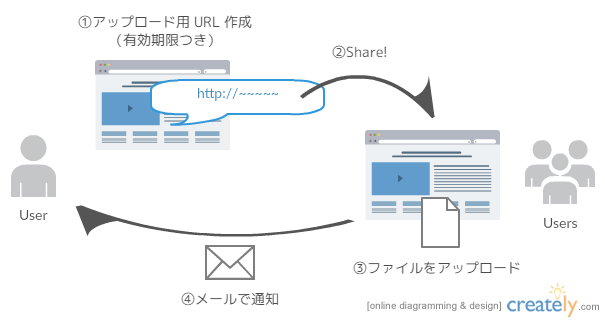 ①アップロード用 URL 作成
(有効期限つき)
②Share!
http://~~~~~
User
Users
③ファイルをアップロード
④メールで通知
[online diagramming & design] creately.com